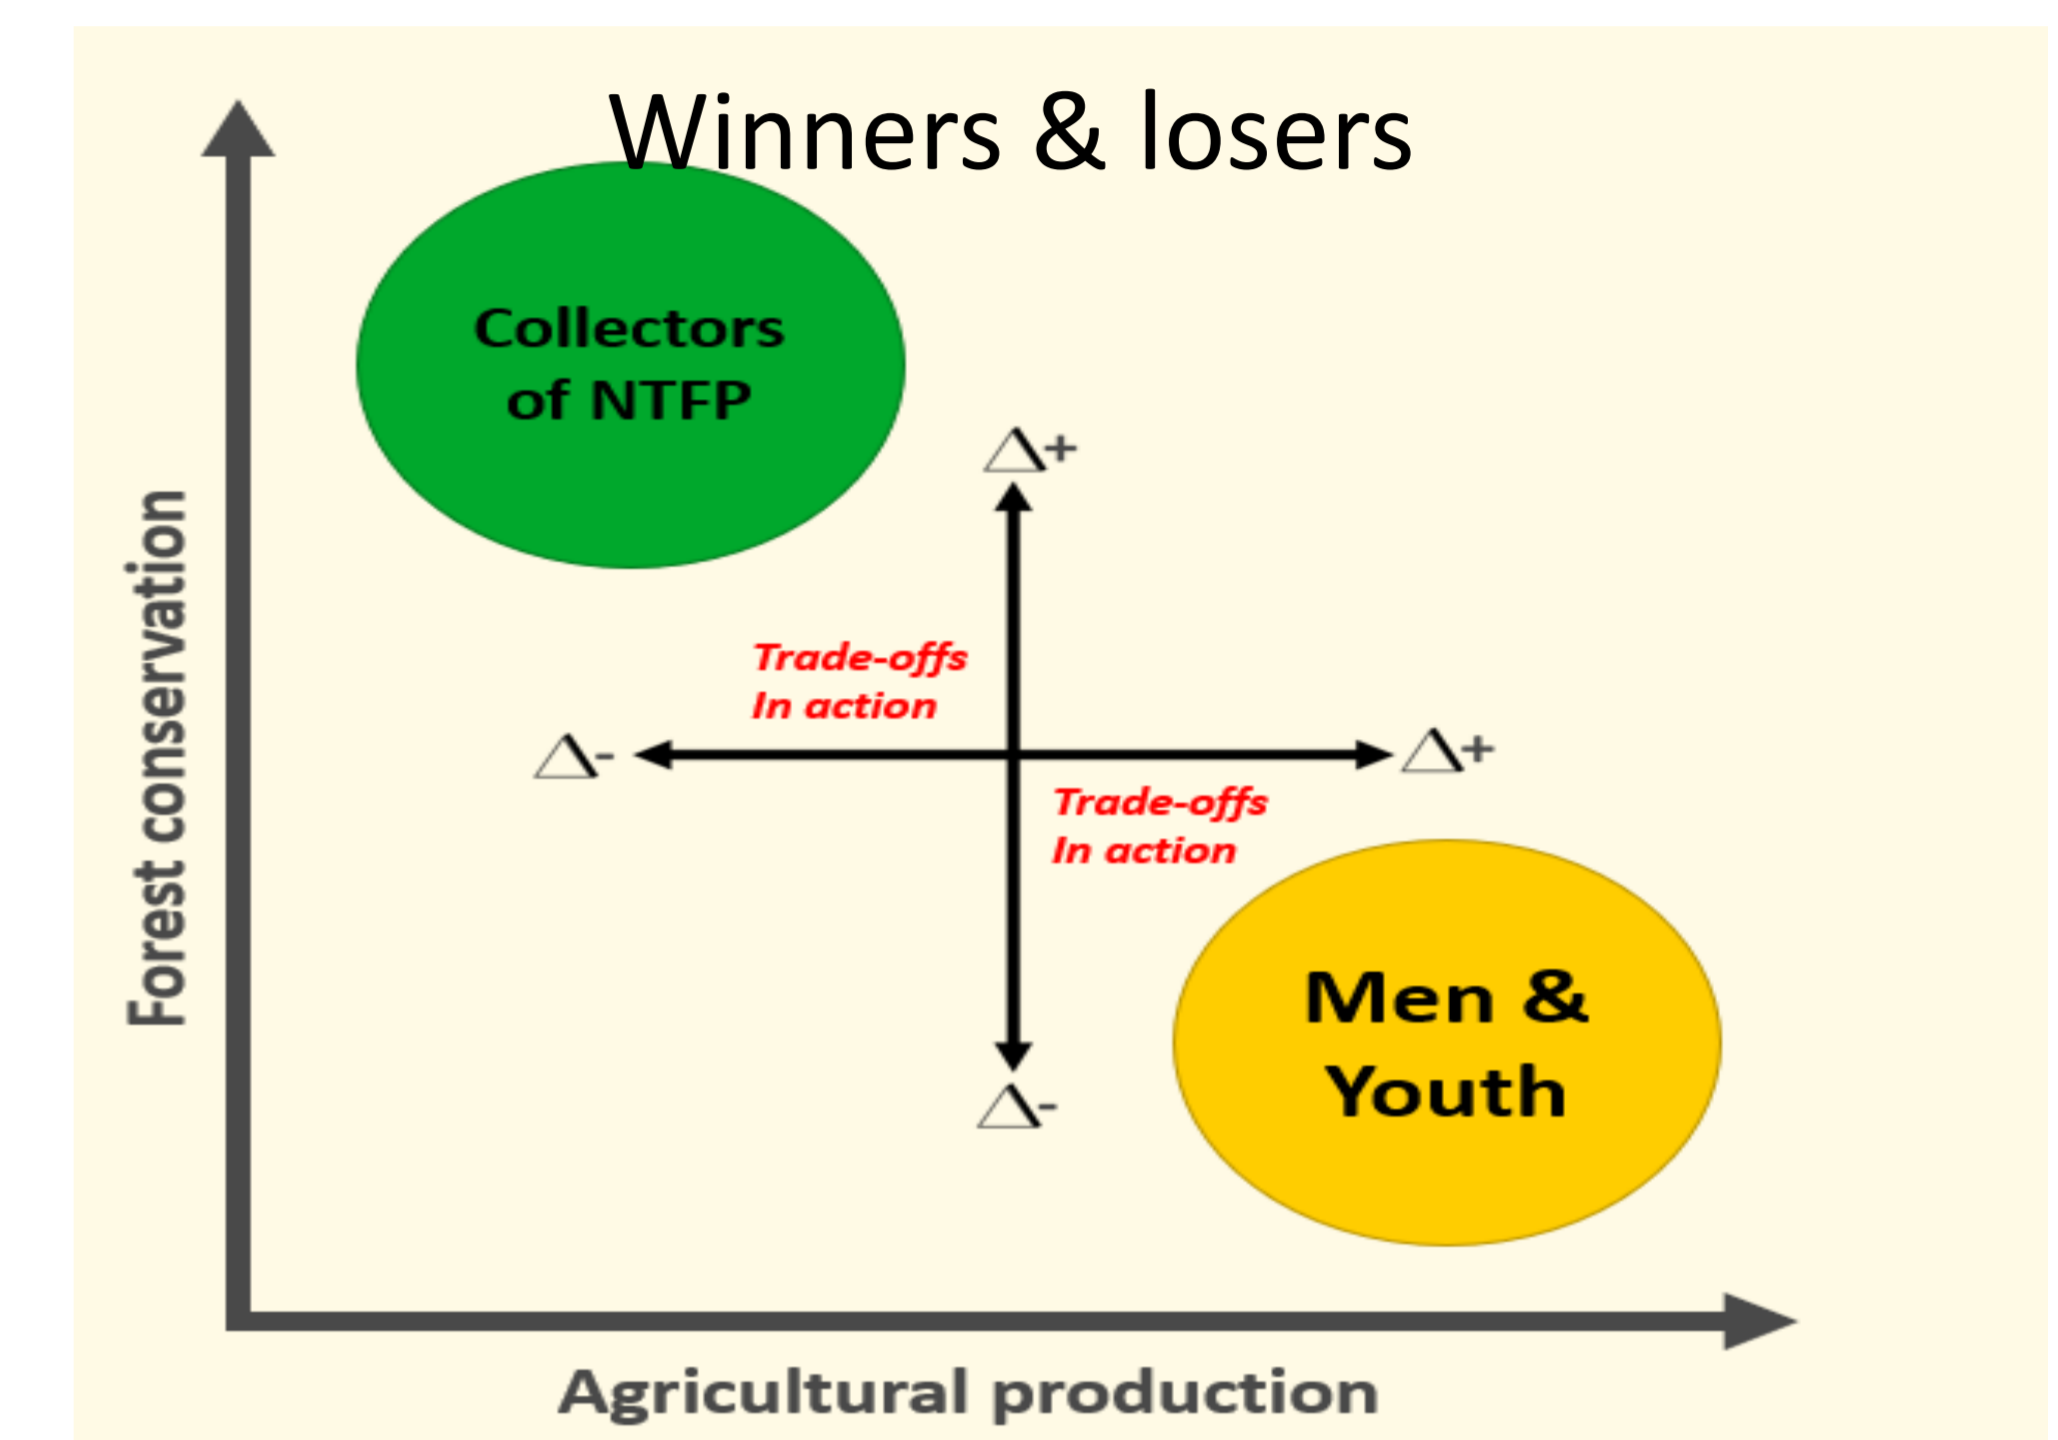 Winners & losers
Collectors
of NTFP
△+
Trade-offs
In action
△-
△+
Trade-offs
In action
Forest conservation
Men &
Youth
△-
Agricultural production